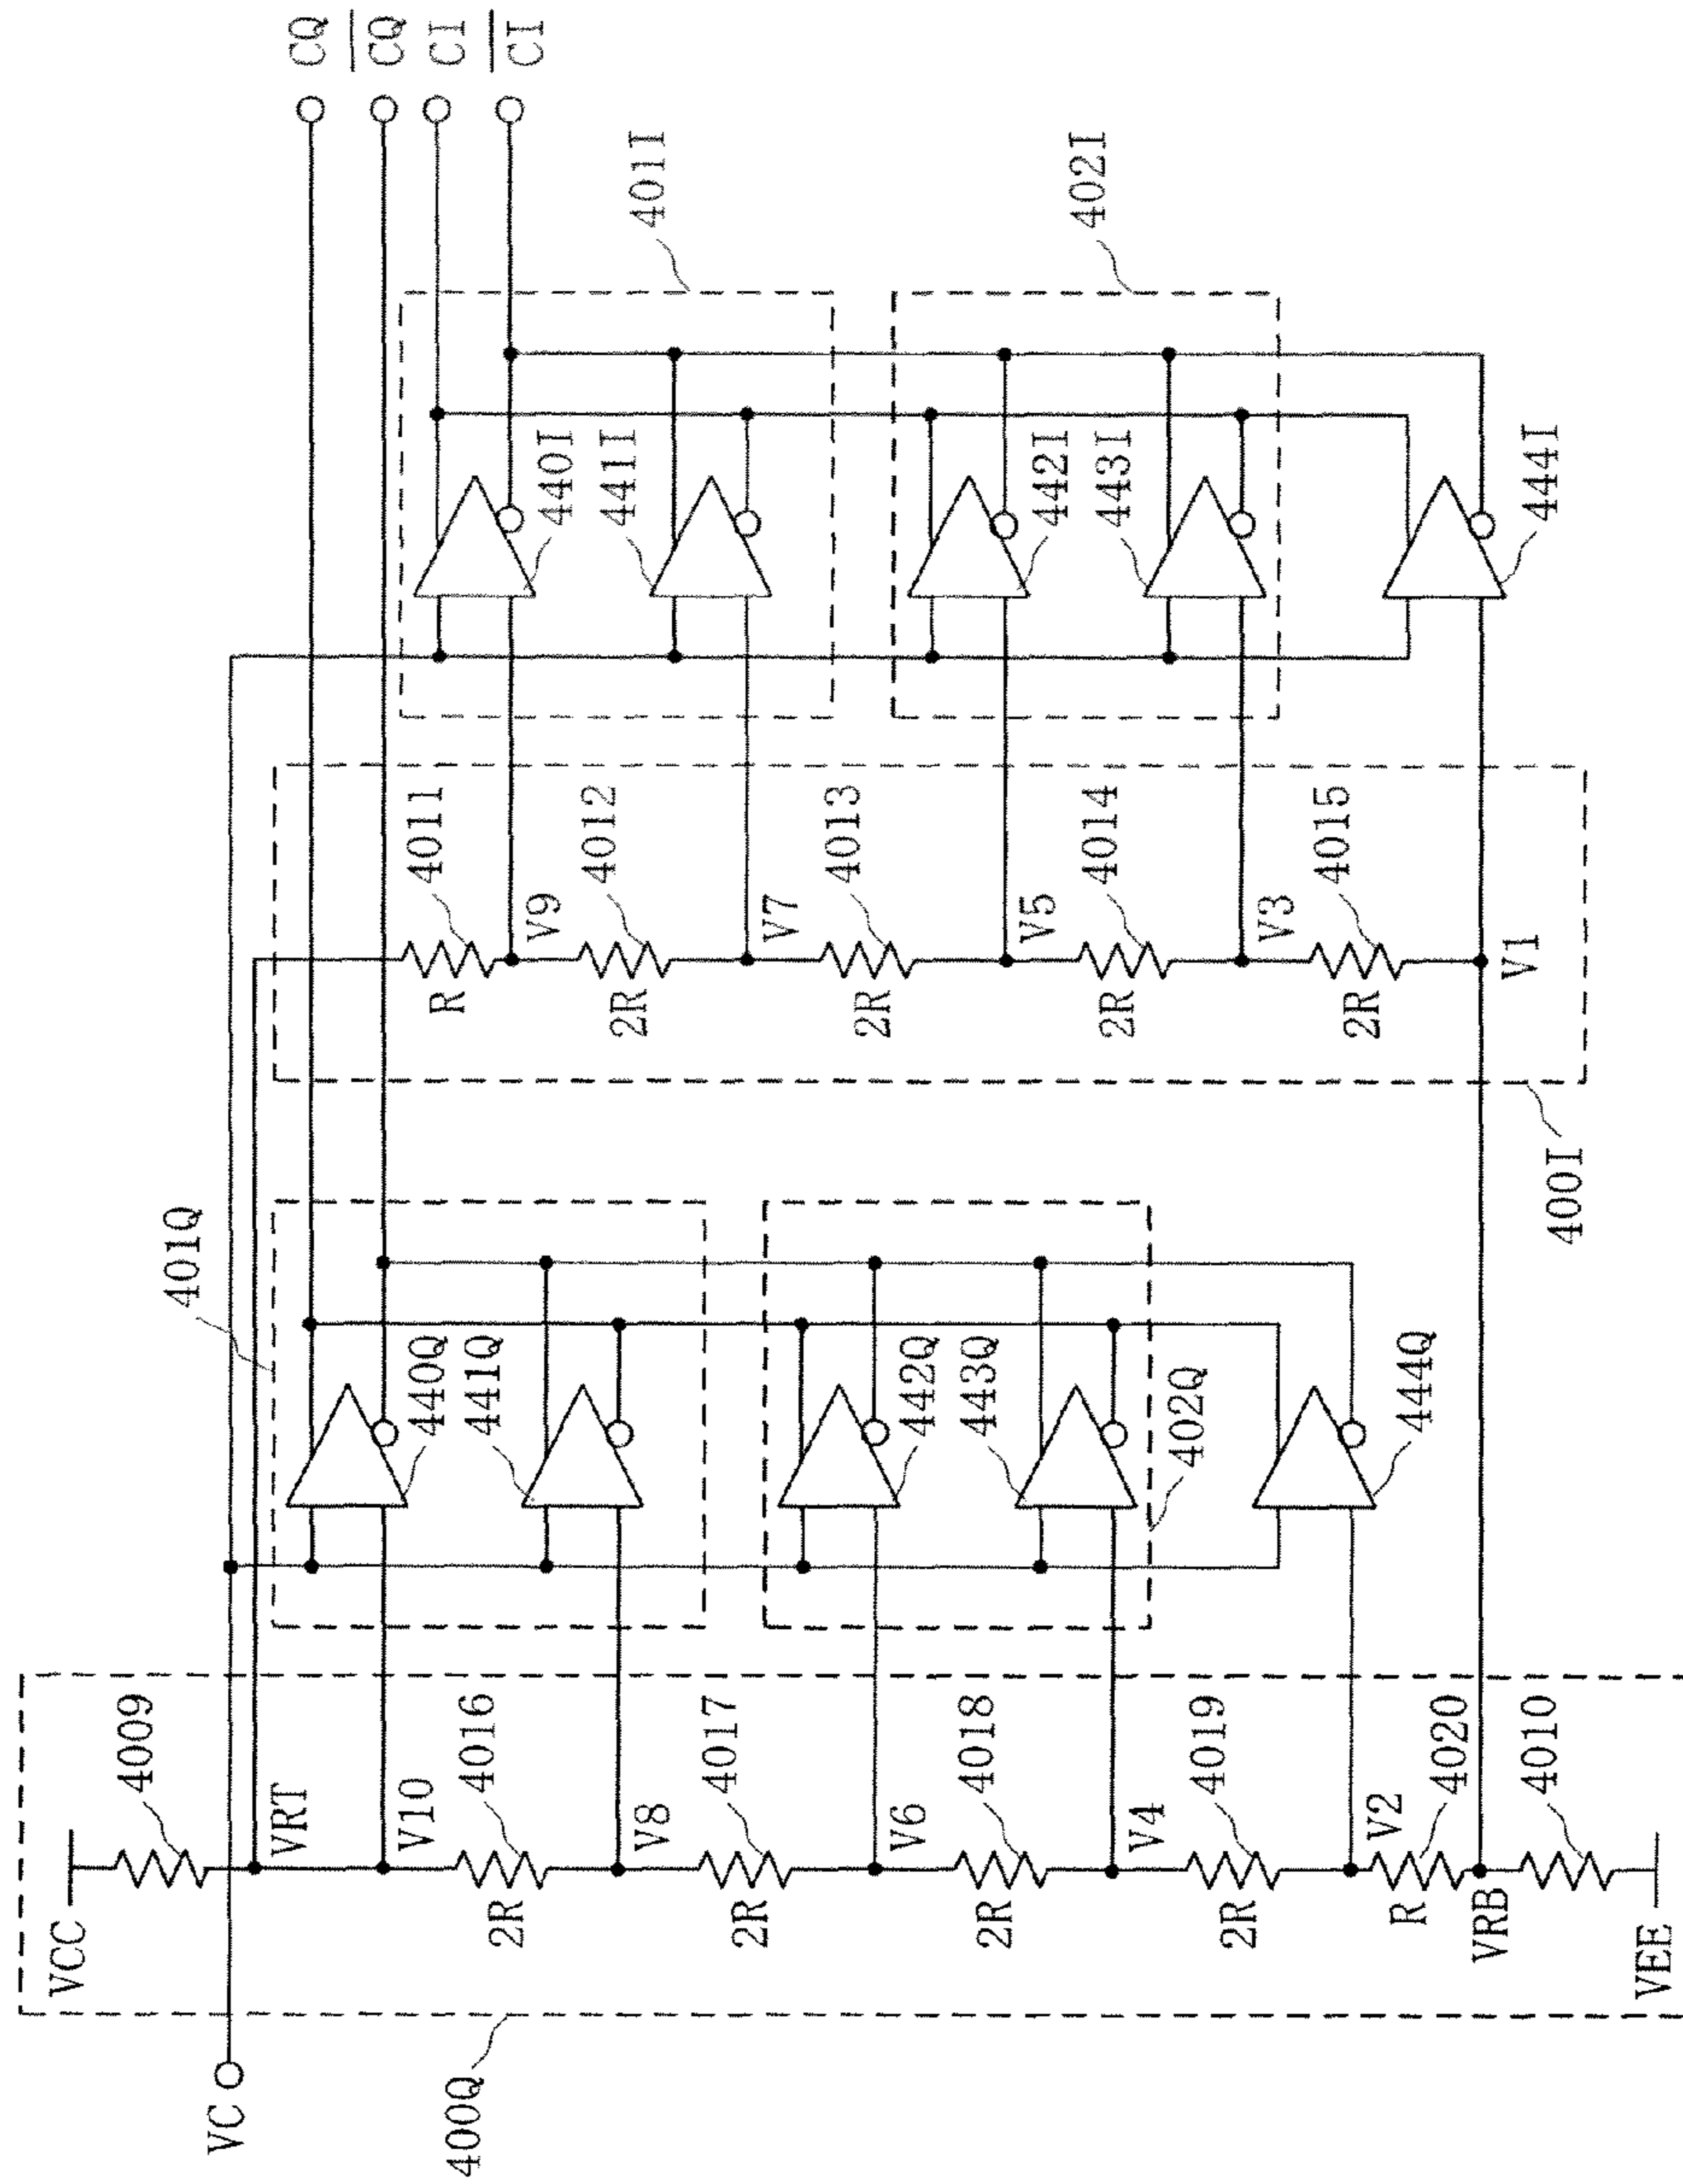 VCC
4009
401Q
VC
VRT
CQ
C̅Q̅
V10
440Q
4011
R
CI
400Q
4016
441Q
2R
C̅I̅
V9
440I
4012
2R
441I
401I
V8
4017
2R
V7
4013
2R
V6
442Q
4018
443Q
2R
V5
442I
4014
2R
443I
402I
V4
402Q
4019
2R
V3
4015
2R
V2
R
444Q
4020
VRB
V1
4010
444I
400I
VEE